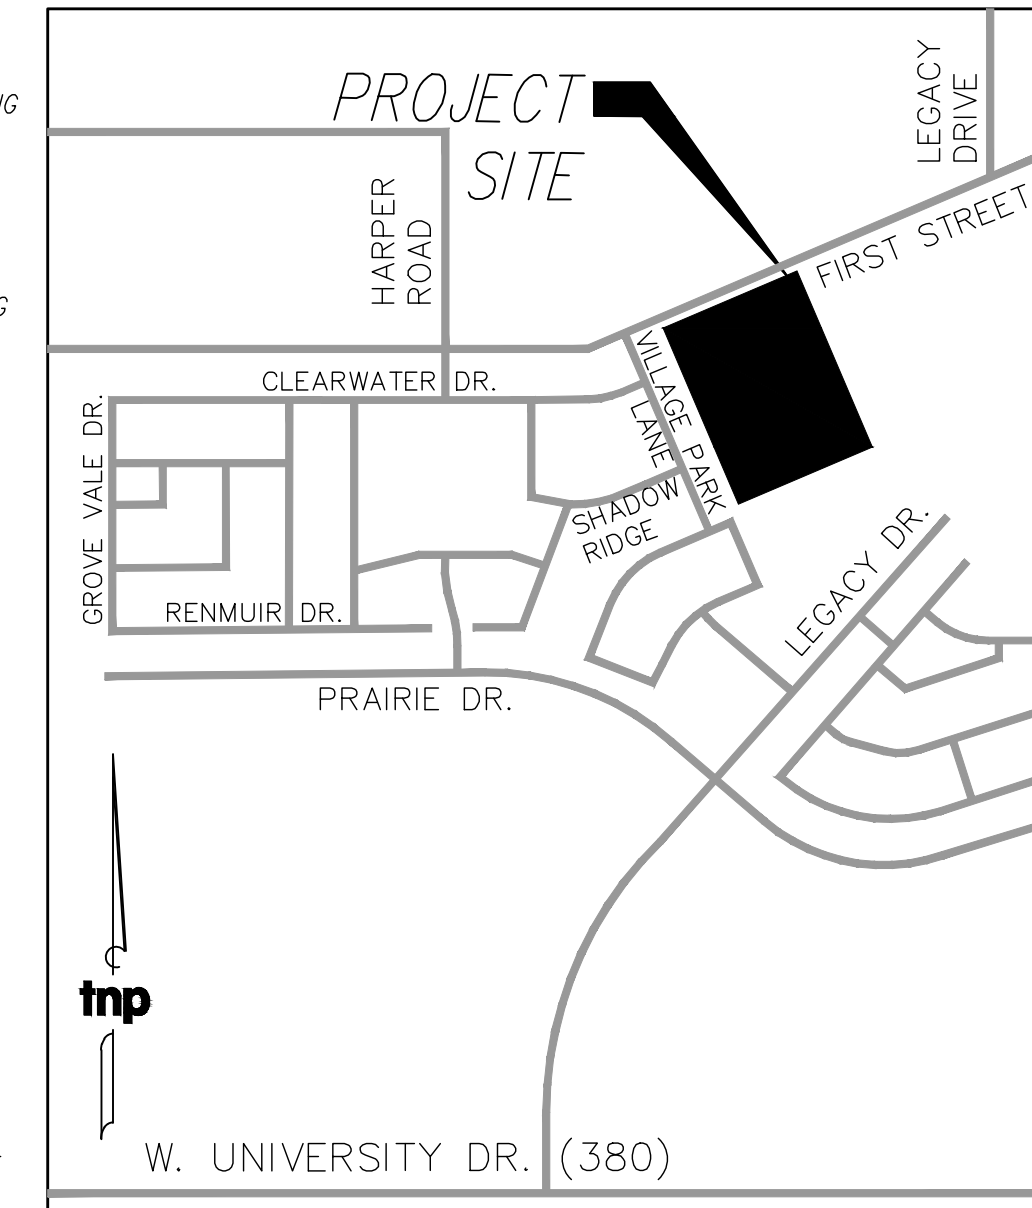 NG
G
PROJECT
SITE
LEGACY
DRIVE
HARPER
ROAD
FIRST STREET
CLEARWATER DR.
VILLAGE PARK
LANE
GROVE VALE DR.
SHADOW
RIDGE
RENMUIR DR.
LEGACY DR.
PRAIRIE DR.
tnp
W. UNIVERSITY DR. (380)